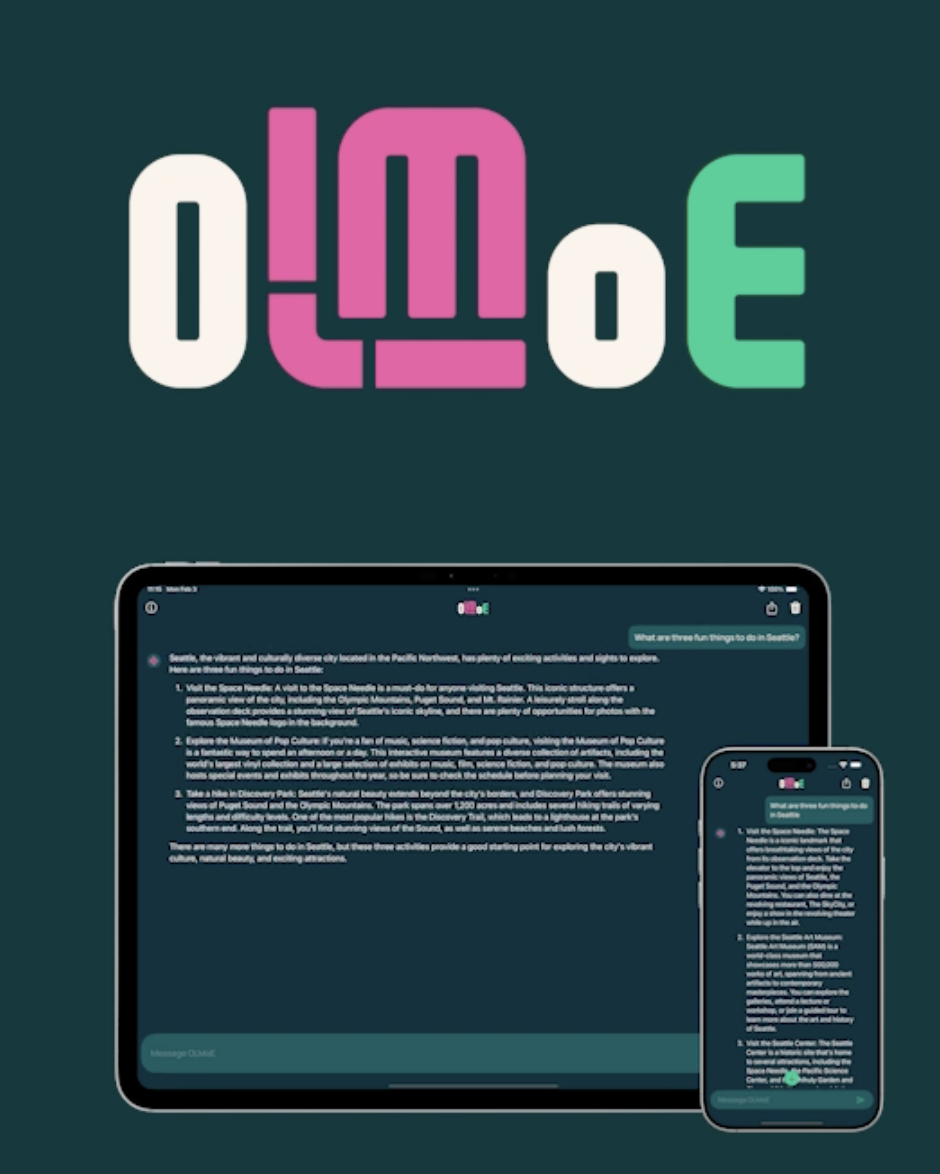 OLMoE
11:15 Mon Feb 3
100%
OLMoE
What are three fun things to do in Seattle?
Seattle, the vibrant and culturally diverse city located in the Pacific Northwest, has plenty of exciting activities and sights to explore.
Here are three fun things to do in Seattle:
1. Visit the Space Needle: A visit to the Space Needle is a must-do for anyone visiting Seattle. This iconic structure offers a
panoramic view of the city, including the Olympic Mountains, Puget Sound, and Mt. Rainier. A leisurely stroll along the
observation deck provides a stunning view of Seattle's iconic skyline, and there are plenty of opportunities for photos with the
famous Space Needle logo in the background.
2. Explore the Museum of Pop Culture: If you're a fan of music, science fiction, and pop culture, visiting the Museum of Pop Culture
is a fantastic way to spend an afternoon or a day. This interactive museum features a diverse collection of artifacts, including the
world's largest vinyl collection and a large selection of exhibits on music, film, science fiction, and pop culture. The museum also
hosts special events and exhibits throughout the year, so be sure to check the schedule before planning your visit.
3. Take a hike in Discovery Park: Seattle's natural beauty extends beyond the city's borders, and Discovery Park offers stunning
views of Puget Sound and the Olympic Mountains. The park spans over 1,200 acres and includes several hiking trails of varying
lengths and difficulty levels. One of the most popular hikes is the Discovery Trail, which leads to a lighthouse at the park's
southern end. Along the trail, you'll find stunning views of the Sound, as well as serene beaches and lush forests.
There are many more things to do in Seattle, but these three activities provide a good starting point for exploring the city's vibrant
culture, natural beauty, and exciting attractions.
Message OLMoE
5:37
OLMoE
What are three fun things to do
in Seattle
1. Visit the Space Needle: The Space
Needle is a iconic landmark that
offers breathtaking views of the city
from its observation deck. Take the
elevator to the top and enjoy the
panoramic views of Seattle, the
Puget Sound, and the Olympic
Mountains. You can also dine at the
revolving restaurant, The SkyCity, or
enjoy a show in the revolving theater
while up in the air.
2. Explore the Seattle Art Museum:
Seattle Art Museum (SAM) is a
world-class museum that
showcases more than 500,000
works of art, spanning from ancient
artifacts to contemporary
masterpieces. You can explore the
galleries, attend a lecture or
workshop, or join a guided tour to
learn more about the art and history
of Seattle.
3. Visit the Seattle Center: The Seattle
Center is a historic site that's home
to several attractions, including the
Space Needle, the Pacific Science
Center, and Garden and
Message OLMoE